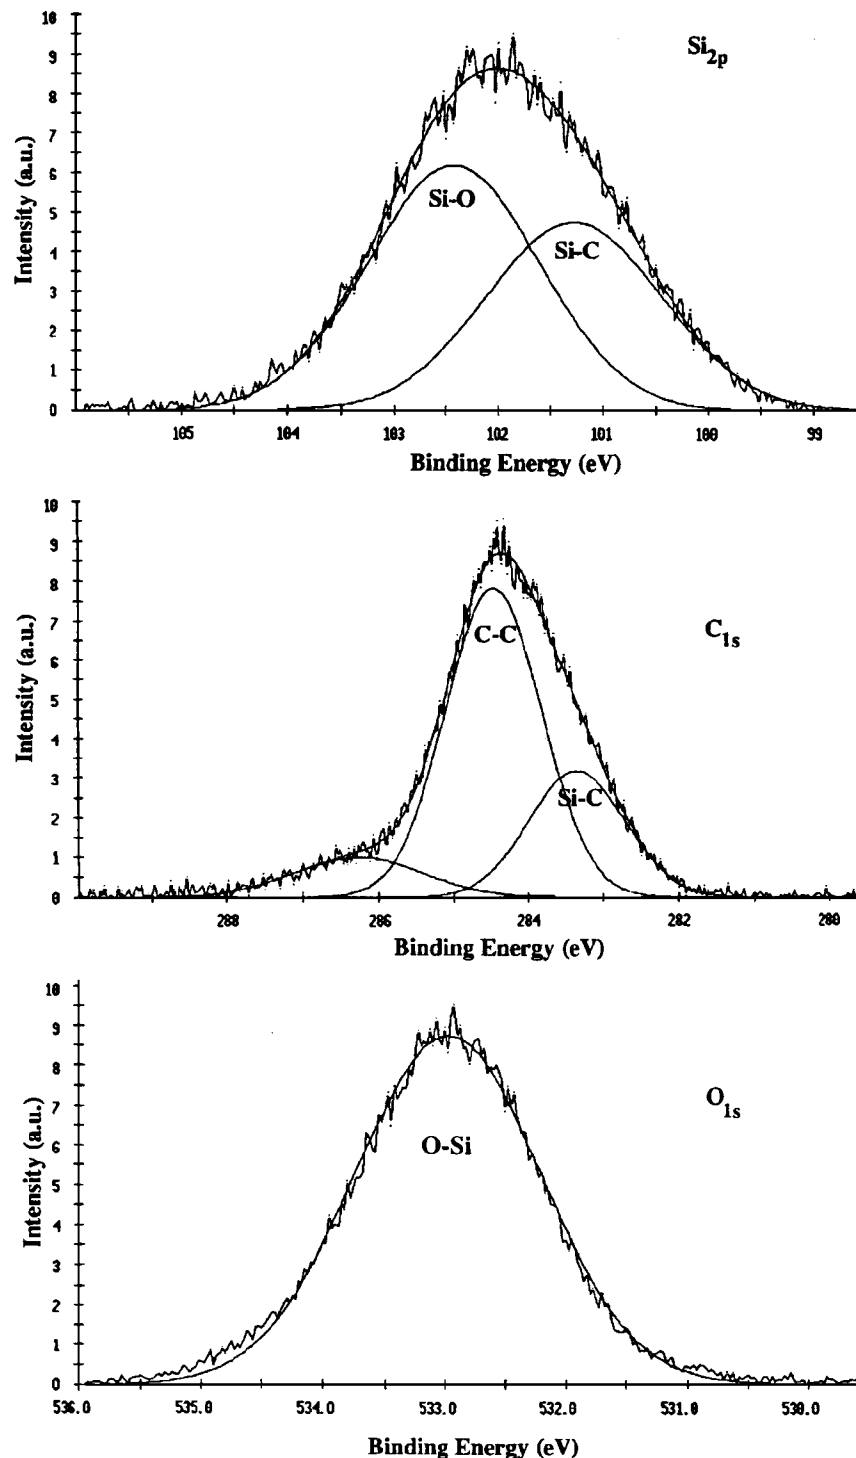 Si2p
10
9
8
7
6
5
4
3
2
1
0
Intensity (a.u.)
Si-O
Si-C
105 104 103 102 101 100 99
Binding Energy (eV)
C1s
10
9
8
7
6
5
4
3
2
1
0
Intensity (a.u.)
C-C
Si-C
288 286 284 282 280
Binding Energy (eV)
O1s
10
9
8
7
6
5
4
3
2
1
0
Intensity (a.u.)
O-Si
536.0 535.0 534.0 533.0 532.0 531.0 530.0
Binding Energy (eV)